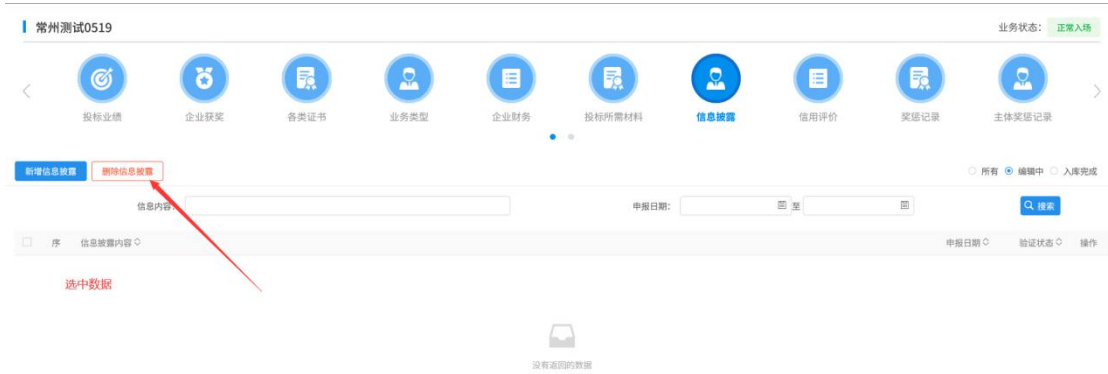 常州测试0519 业务状态: 正常入场
投标业绩 企业获奖 各类证书 业务类型 企业财务 投标所需材料 信息披露 信用评价 奖惩记录 主体奖惩记录
新增信息披露 删除信息披露 所有 编辑中 入库完成
信息内容: 申报日期: 至 搜索
序 信息披露内容 申报日期 验证状态 操作
选中数据
没有返回的数据